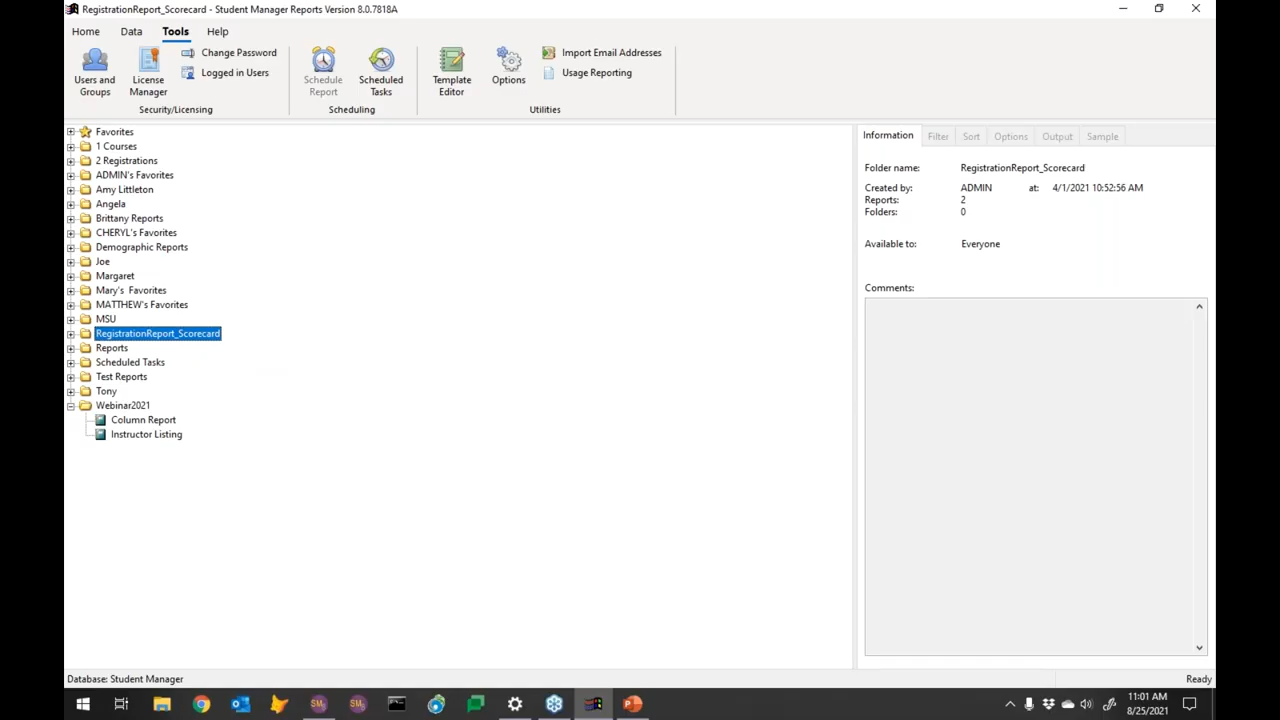 RegistrationReport_Scorecard - Student Manager Reports Version 8.0.7818A
Home Data Tools Help
Users and Groups
License Manager
Change Password
Logged in Users
Security/Licensing
Schedule Report
Scheduled Tasks
Scheduling
Template Editor
Options
Import Email Addresses
Usage Reporting
Utilities
Favorites
1 Courses
2 Registrations
ADMIN's Favorites
Amy Littleton
Angela
Brittany Reports
CHERYL's Favorites
Demographic Reports
Joe
Margaret
Mary's Favorites
MATTHEW's Favorites
MSU
RegistrationReport_Scorecard
Reports
Scheduled Tasks
Test Reports
Tony
Webinar2021
Column Report
Instructor Listing
Information Filter Sort Options Output Sample
Folder name: RegistrationReport_Scorecard
Created by: ADMIN at: 4/1/2021 10:52:56 AM
Reports: 2
Folders: 0
Available to: Everyone
Comments:
Database: Student Manager
Ready
SM
SM
11:01 AM
8/25/2021